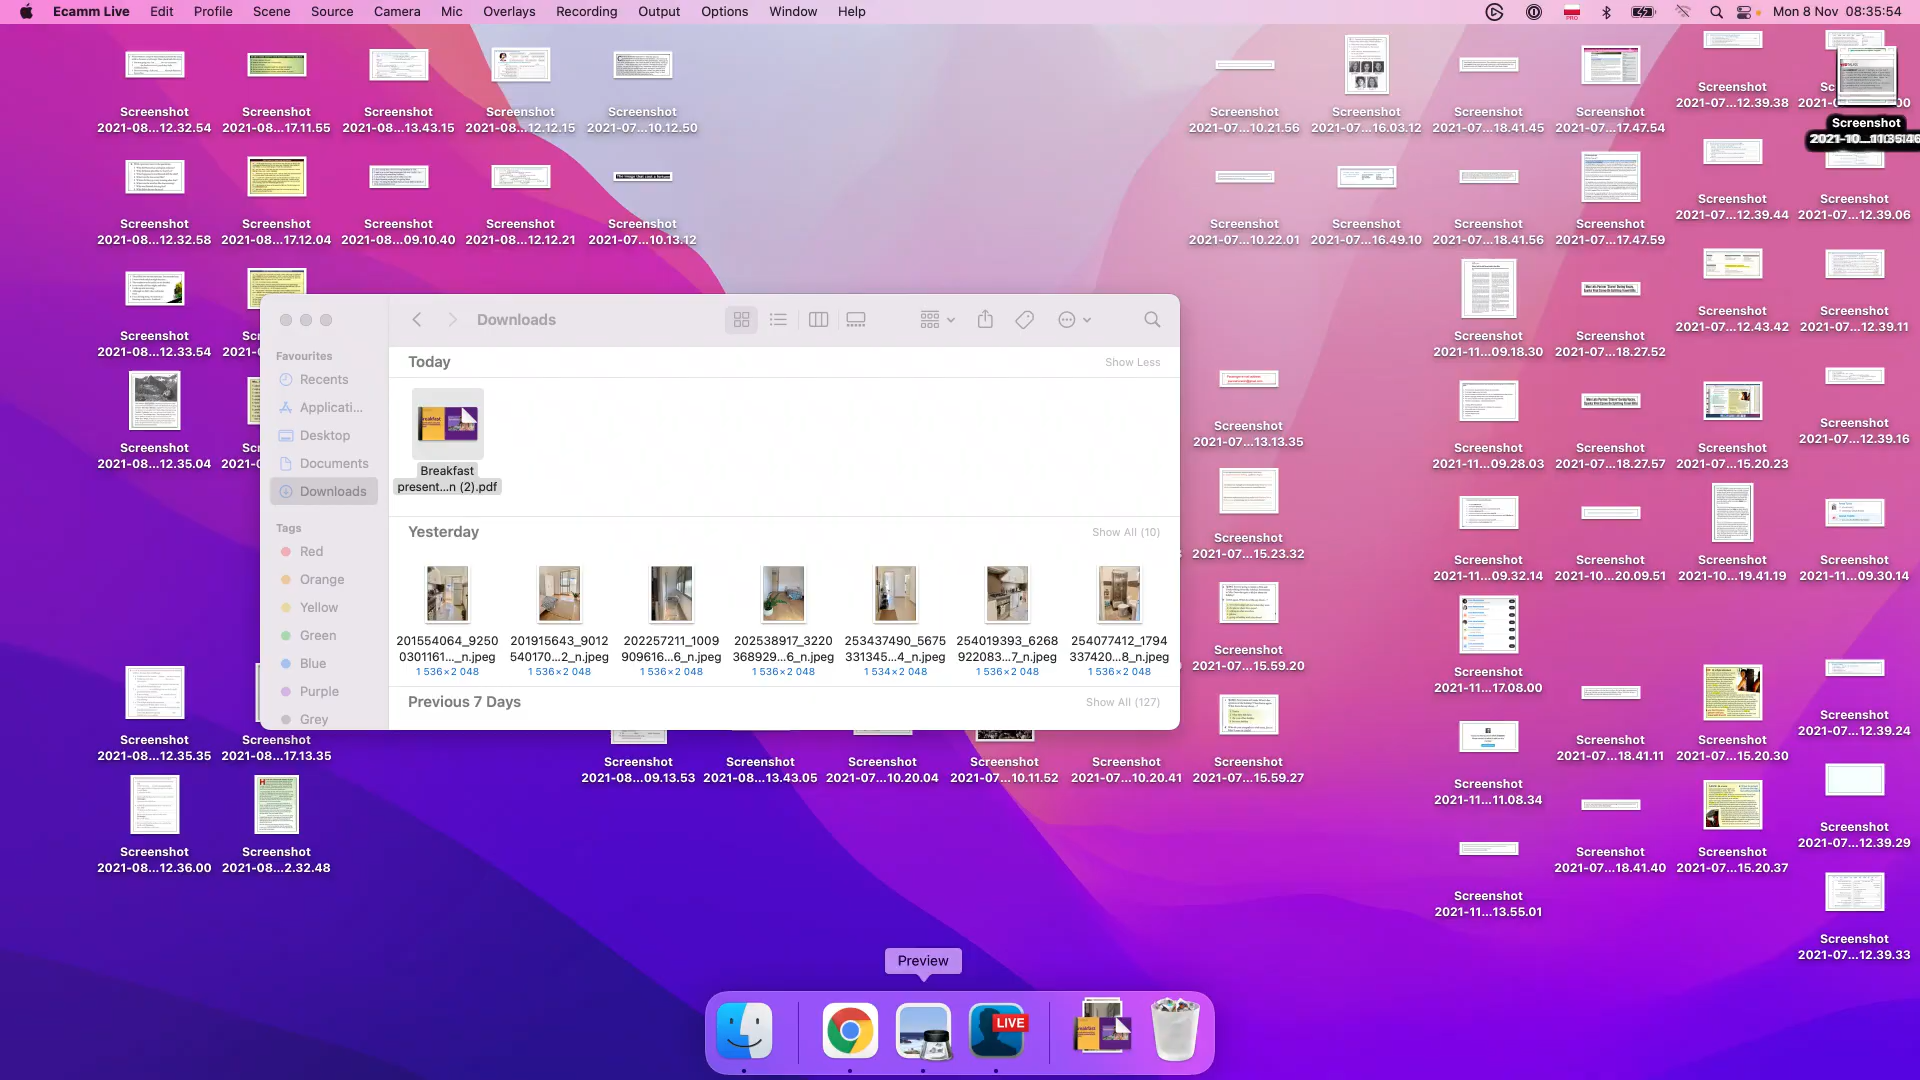 Ecamm Live Edit Profile Scene Source Camera Mic Overlays Recording Output Options Window Help PRO Mon 8 Nov 08:35:54
Screenshot
2021-08...12.32.54
Screenshot
2021-08...17.11.55
Screenshot
2021-08...13.43.15
Screenshot
2021-08...12.12.15
Screenshot
2021-07...10.12.50
Screenshot
2021-07...10.21.56
Screenshot
2021-07...16.03.12
Screenshot
2021-07...18.41.45
Screenshot
2021-07...17.47.54
Screenshot
2021-07...12.39.38
Screenshot
Screenshot
2021-08...12.32.58
Screenshot
2021-08...17.12.04
Screenshot
2021-08...09.10.40
Screenshot
2021-08...12.12.21
The image that cost a fortune
Screenshot
2021-07...10.13.12
Screenshot
2021-07...10.22.01
Screenshot
2021-07...16.49.10
Screenshot
2021-07...18.41.56
Screenshot
2021-07...17.47.59
Screenshot
2021-07...12.39.44
Screenshot
2021-07...12.39.06
Screenshot
2021-08...12.33.54
Screenshot
2021-11...09.18.30
Screenshot
2021-07...18.27.52
Screenshot
2021-07...12.43.42
Screenshot
2021-07...12.39.11
Downloads
Favourites
Recents
Applicati...
Desktop
Documents
Downloads
Tags
Red
Orange
Yellow
Green
Blue
Purple
Grey
Today
Show Less
Breakfast
present...n (2).pdf
Yesterday
Show All (10)
201554064_9250
0301161..._n.jpeg
1 536×2 048
201915643_9012
540170...2_n.jpeg
1 536×2 048
202257211_1009
909616...6_n.jpeg
1 536×2 048
202538917_3220
368929...6_n.jpeg
1 536×2 048
253437490_5675
331345...4_n.jpeg
1 534×2 048
254019393_6268
922083...7_n.jpeg
1 536×2 048
254077412_1794
337420...8_n.jpeg
1 536×2 048
Previous 7 Days
Show All (127)
Screenshot
2021-08...12.35.04
Screenshot
2021-07...13.13.35
Screenshot
2021-11...09.28.03
Screenshot
2021-07...18.27.57
Screenshot
2021-07...15.20.23
Screenshot
2021-07...12.39.16
Screenshot
2021-07...15.23.32
Screenshot
2021-11...09.32.14
Screenshot
2021-10...20.09.51
Screenshot
2021-10...19.41.19
Screenshot
2021-11...09.30.14
Screenshot
2021-07...15.59.20
Screenshot
2021-11...17.08.00
Screenshot
2021-08...12.35.35
Screenshot
2021-08...17.13.35
Screenshot
2021-08...09.13.53
Screenshot
2021-08...13.43.05
Screenshot
2021-07...10.20.04
Screenshot
2021-07...10.11.52
Screenshot
2021-07...10.20.41
Screenshot
2021-07...15.59.27
Screenshot
2021-11...11.08.34
Screenshot
2021-07...18.41.11
Screenshot
2021-07...15.20.30
Screenshot
2021-07...12.39.24
Screenshot
2021-08...12.36.00
Screenshot
2021-08...2.32.48
Screenshot
2021-11...13.55.01
Screenshot
2021-07...18.41.40
Screenshot
2021-07...15.20.37
Screenshot
2021-07...12.39.29
Screenshot
2021-07...12.39.33
Preview
LIVE